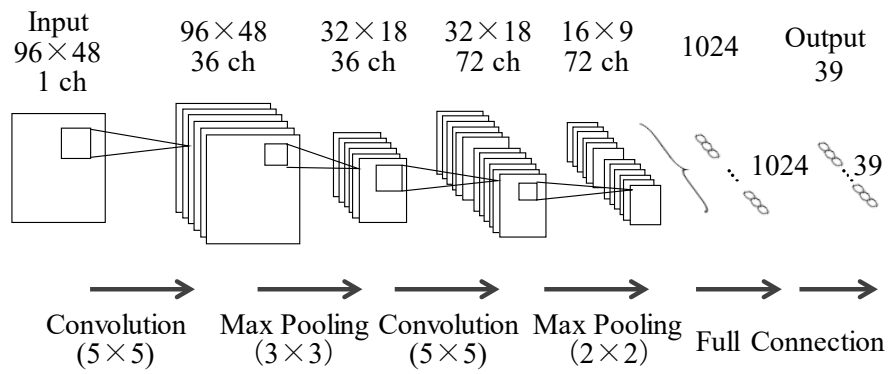 Input
96×48
1 ch
96×48
36 ch
32×18
36 ch
32×18
72 ch
16×9
72 ch
1024
Output
39
1024
39
Convolution
(5×5)
Max Pooling
(3×3)
Convolution
(5×5)
Max Pooling
(2×2)
Full Connection